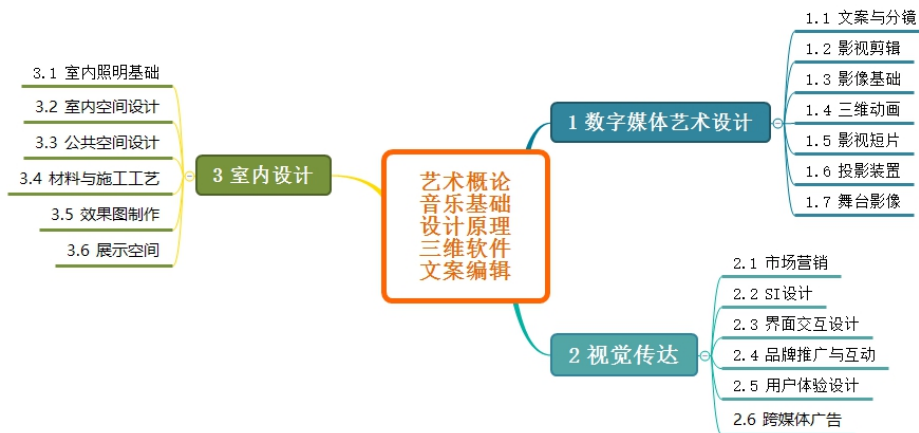 艺术概论
音乐基础
设计原理
三维软件
文案编辑
1 数字媒体艺术设计
1.1 文案与分镜
1.2 影视剪辑
1.3 影像基础
1.4 三维动画
1.5 影视短片
1.6 投影装置
1.7 舞台影像
2 视觉传达
2.1 市场营销
2.2 SI设计
2.3 界面交互设计
2.4 品牌推广与互动
2.5 用户体验设计
2.6 跨媒体广告
3 室内设计
3.1 室内照明基础
3.2 室内空间设计
3.3 公共空间设计
3.4 材料与施工工艺
3.5 效果图制作
3.6 展示空间